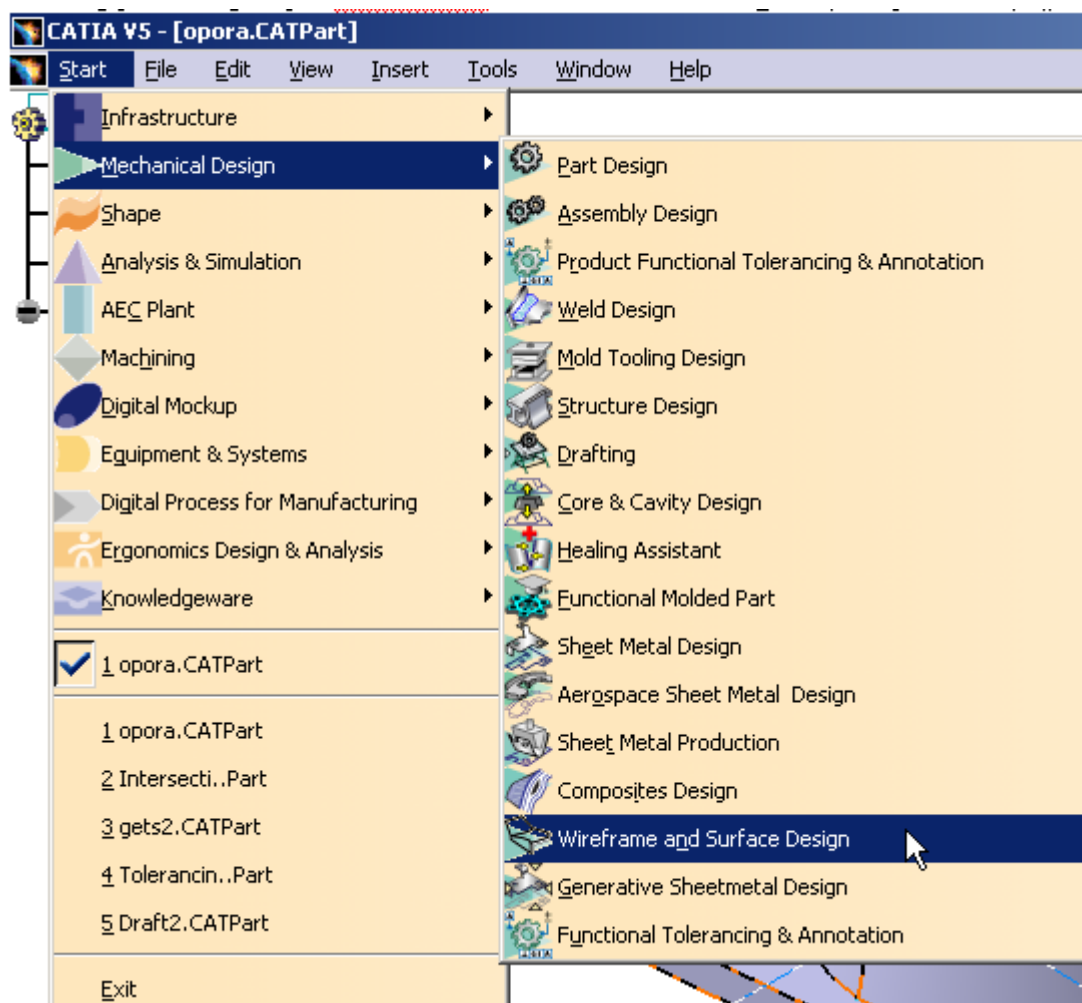 CATIA V5 - [opora.CATPart]
Start File Edit View Insert Tools Window Help
Infrastructure
Mechanical Design
Shape
Analysis & Simulation
AEC Plant
Machining
Digital Mockup
Equipment & Systems
Digital Process for Manufacturing
Ergonomics Design & Analysis
Knowledgeware
1 opora.CATPart
1 opora.CATPart
2 Intersecti..Part
3 gets2.CATPart
4 Tolerancin..Part
5 Draft2.CATPart
Exit
Part Design
Assembly Design
Product Functional Tolerancing & Annotation
Weld Design
Mold Tooling Design
Structure Design
Drafting
Core & Cavity Design
Healing Assistant
Functional Molded Part
Sheet Metal Design
Aerospace Sheet Metal Design
Sheet Metal Production
Composites Design
Wireframe and Surface Design
Generative Sheetmetal Design
Functional Tolerancing & Annotation